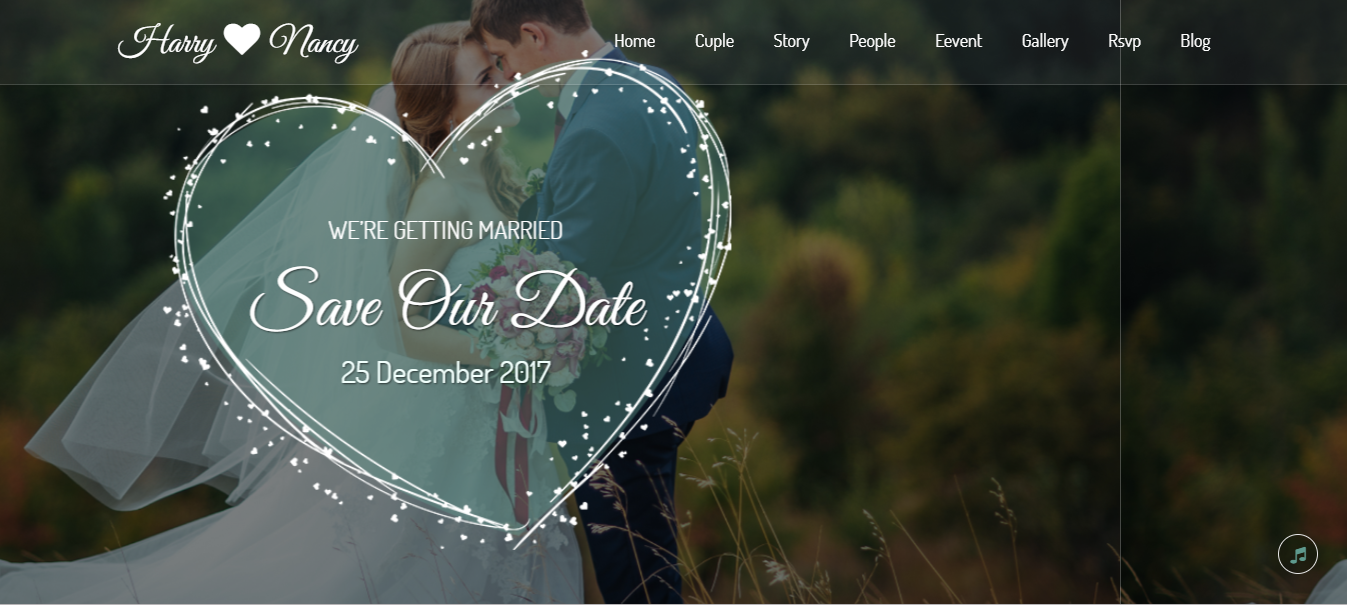 Harry Nancy
Home Cuple Story People Eevent Gallery Rsvp Blog
WE'RE GETTING MARRIED
Save Our Date
25 December 2017